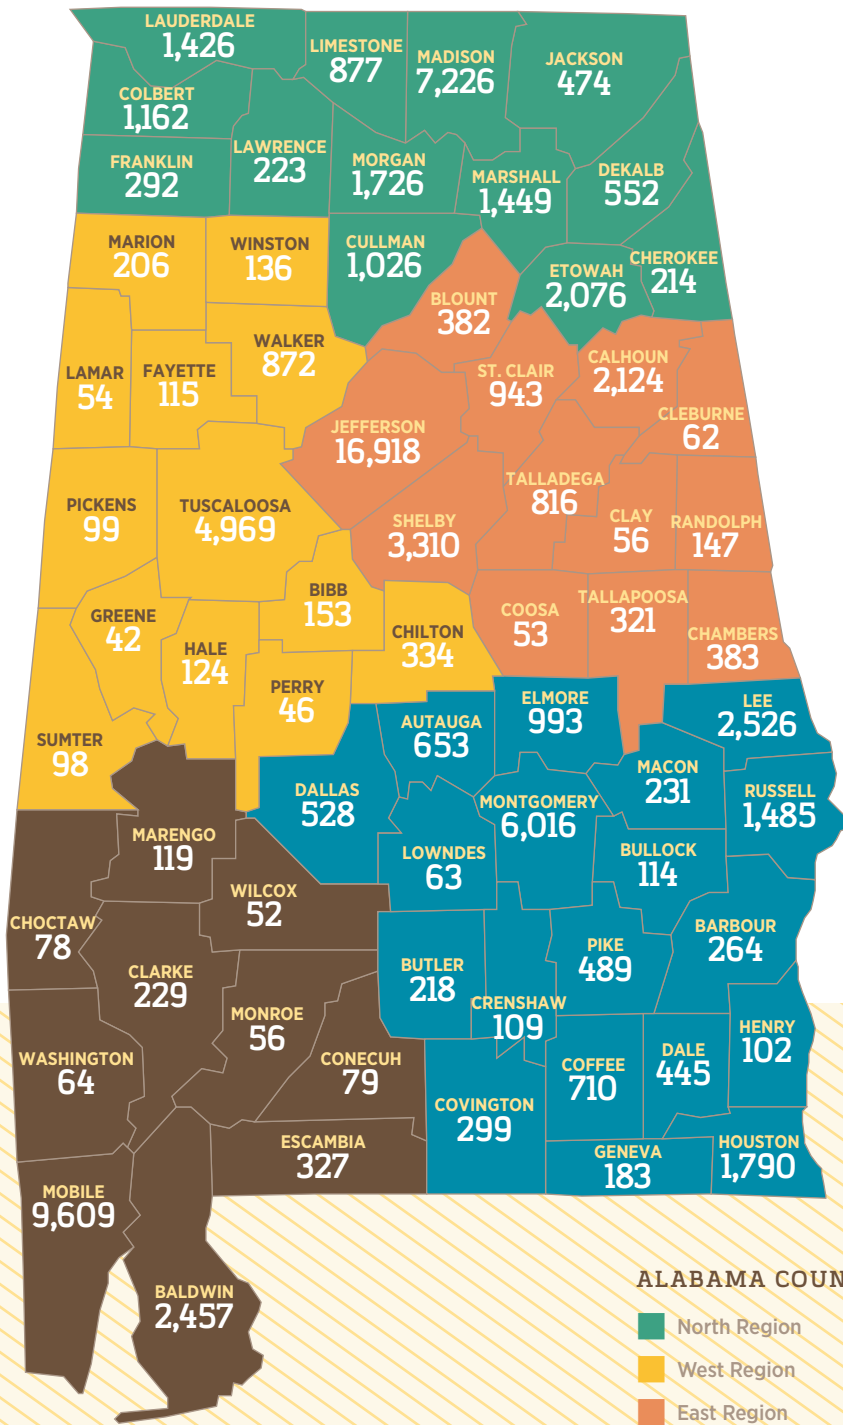 LAUDERDALE
1,426
LIMESTONE
877
MADISON
7,226
JACKSON
474
COLBERT
1,162
LAWRENCE
223
FRANKLIN
292
MORGAN
1,726
MARSHALL
1,449
DEKALB
552
MARION
206
WINSTON
136
CULLMAN
1,026
ETOWAH
2,076
CHEROKEE
214
BLOUNT
382
WALKER
872
LAMAR
54
FAYETTE
115
ST. CLAIR
943
CALHOUN
2,124
CLEBURNE
62
JEFFERSON
16,918
PICKENS
99
TUSCALOOSA
4,969
TALLADEGA
816
SHELBY
3,310
CLAY
56
RANDOLPH
147
BIBB
153
GREENE
42
HALE
124
CHILTON
334
COOSA
53
TALLAPOOSA
321
CHAMBERS
383
PERRY
46
SUMTER
98
AUTAUGA
653
ELMORE
993
LEE
2,526
DALLAS
528
MACON
231
RUSSELL
1,485
MONTGOMERY
6,016
MARENGO
119
LOWNDES
63
BULLOCK
114
WILCOX
52
CHOCTAW
78
BARBOUR
264
CLARKE
229
BUTLER
218
PIKE
489
CRENSHAW
109
MONROE
56
HENRY
102
WASHINGTON
64
CONECUH
79
COFFEE
710
DALE
445
COVINGTON
299
ESCAMBIA
327
GENEVA
183
HOUSTON
1,790
MOBILE
9,609
BALDWIN
2,457
ALABAMA COUN
North Region
West Region
East Region